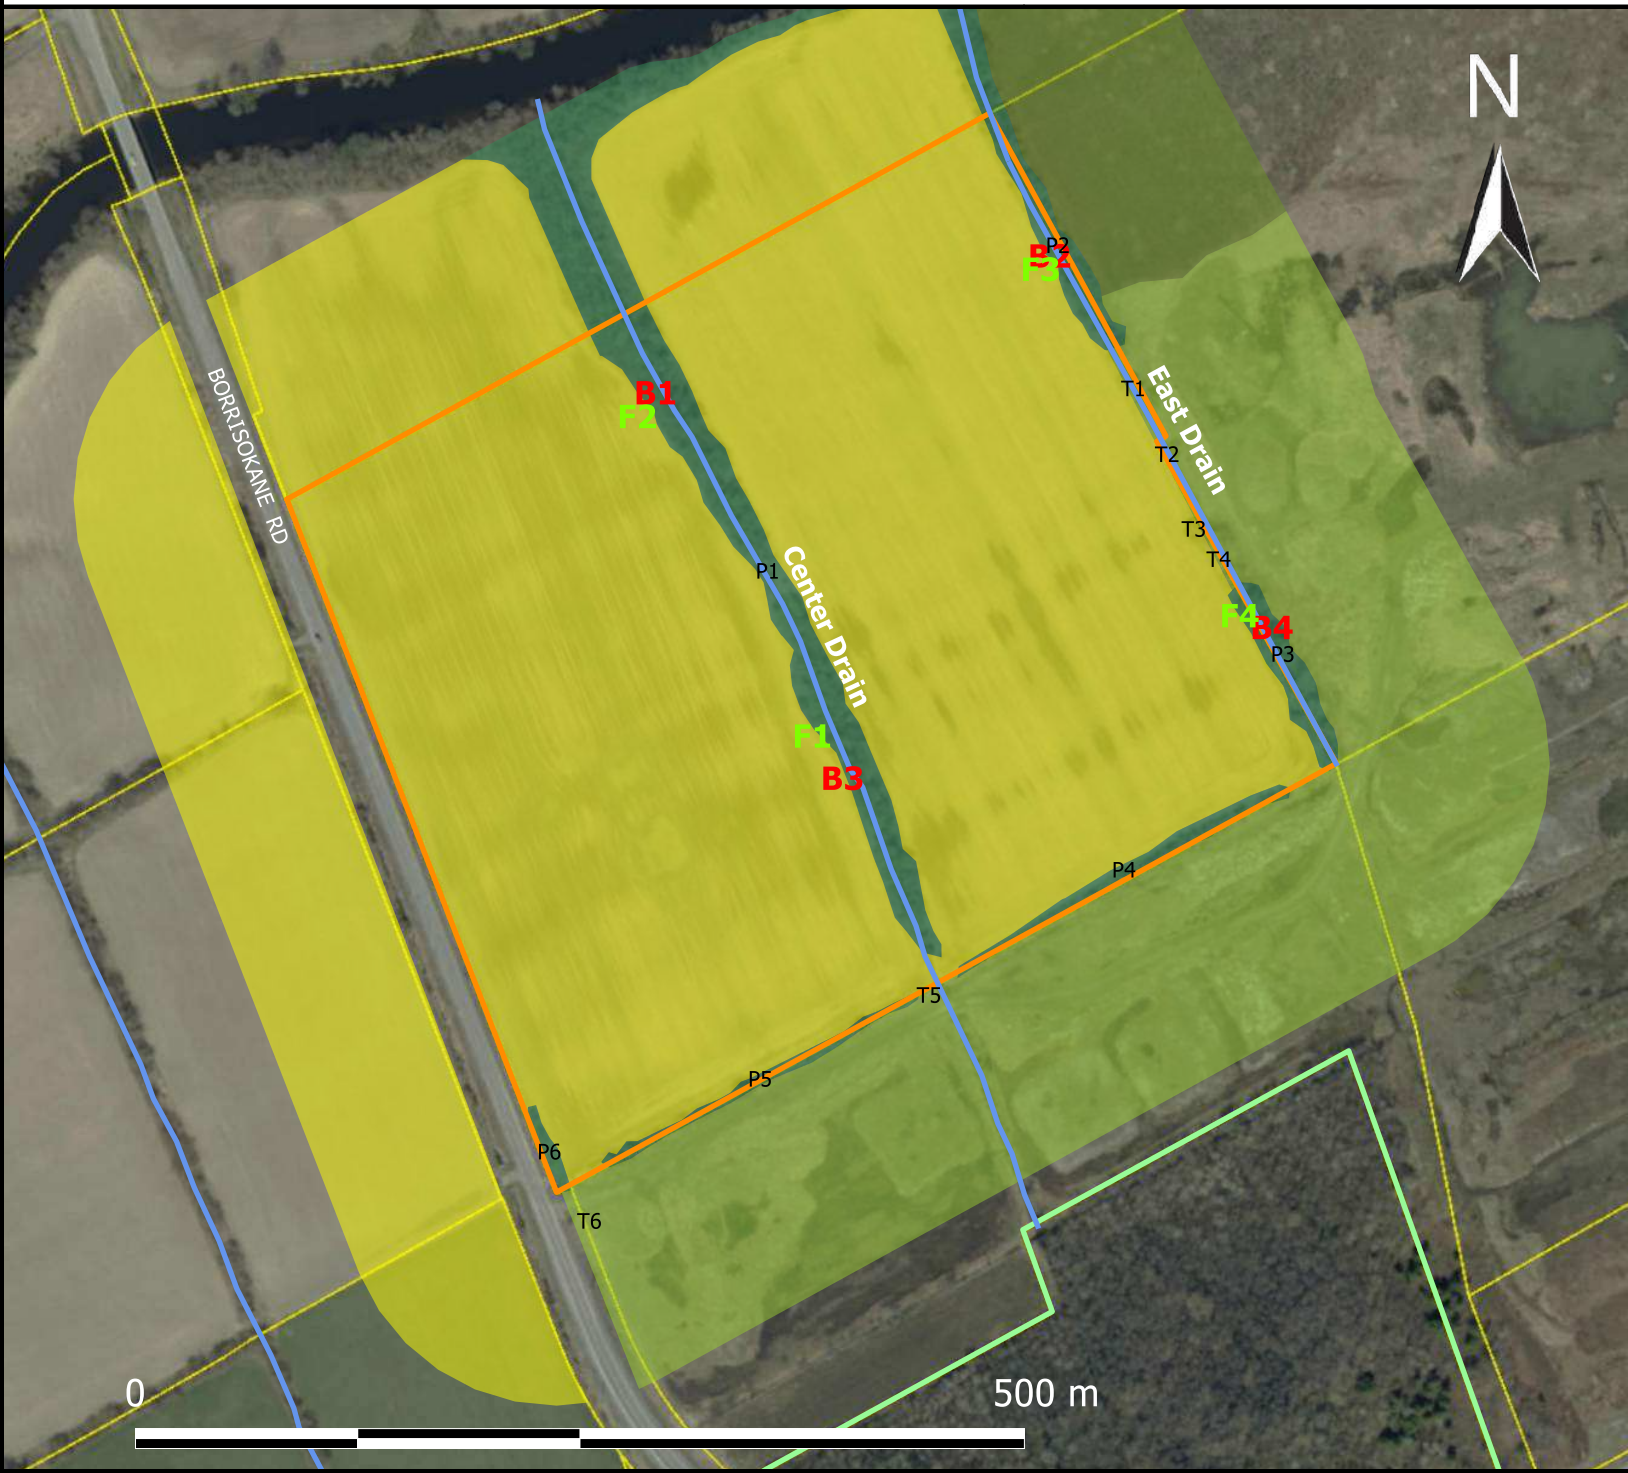 N
P2
B2
F3
BORRISOKANE RD
B1
F2
T1
East Drain
T2
T3
T4
Center Drain
P1
F4
B4
P3
F1
B3
P4
T5
P5
P6
T6
0
500 m